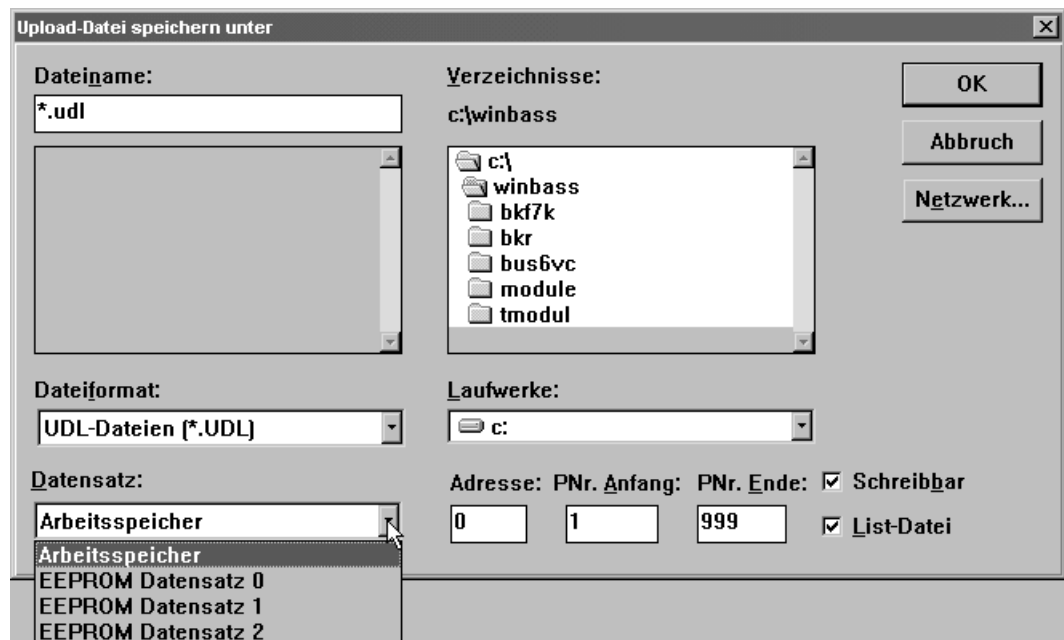 Upload-Datei speichern unter
Dateiname:
*.udl
Verzeichnisse:
c:\winbass
c:\
winbass
bkf7k
bkr
bus6vc
module
tmodul
OK
Abbruch
Netzwerk...
Dateiformat:
UDL-Dateien (*.UDL)
Laufwerke:
c:
Datensatz:
Arbeitsspeicher
Arbeitsspeicher
EEPROM Datensatz 0
EEPROM Datensatz 1
EEPROM Datensatz 2
Adresse: PNr. Anfang: PNr. Ende:
0 1 999
Schreibbar
List-Datei